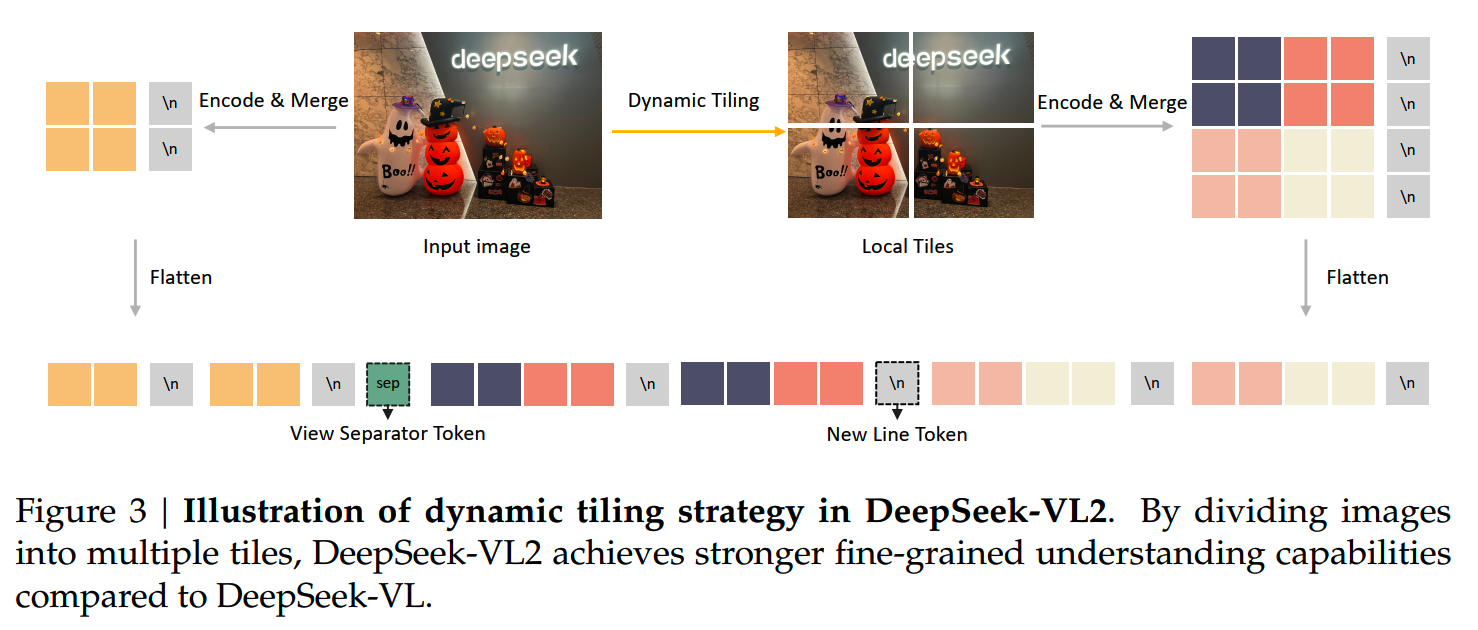 deepseek
deepseek
\n
Encode & Merge
Dynamic Tiling
Encode & Merge
\n
\n
\n
\n
\n
Boo!!
Boo!!
Input image
Local Tiles
Flatten
Flatten
\n
\n
sep
\n
\n
\n
\n
View Separator Token
New Line Token
Figure 3 | Illustration of dynamic tiling strategy in DeepSeek-VL2. By dividing images
into multiple tiles, DeepSeek-VL2 achieves stronger fine-grained understanding capabilities
compared to DeepSeek-VL.